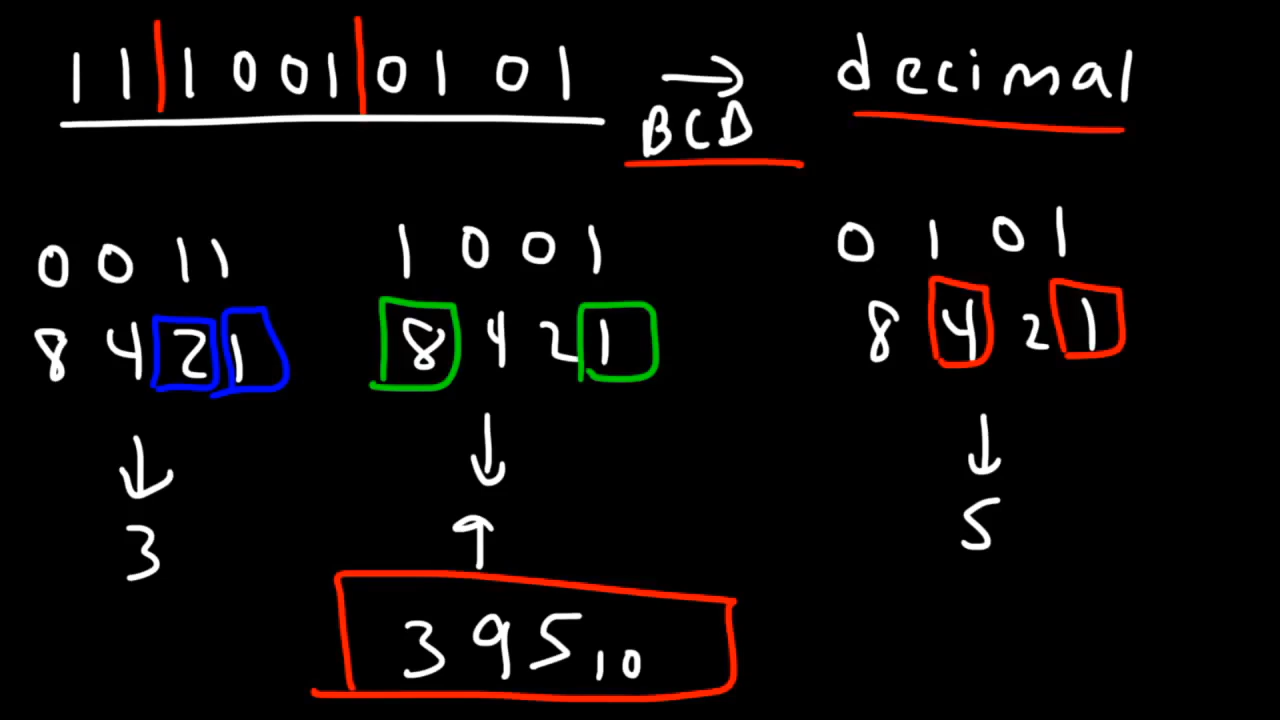 11 1001 0101 → decimal
BCD
0011 1001 0101
8421 8421 8421
↓ ↓ ↓
3 9 5
395₁₀